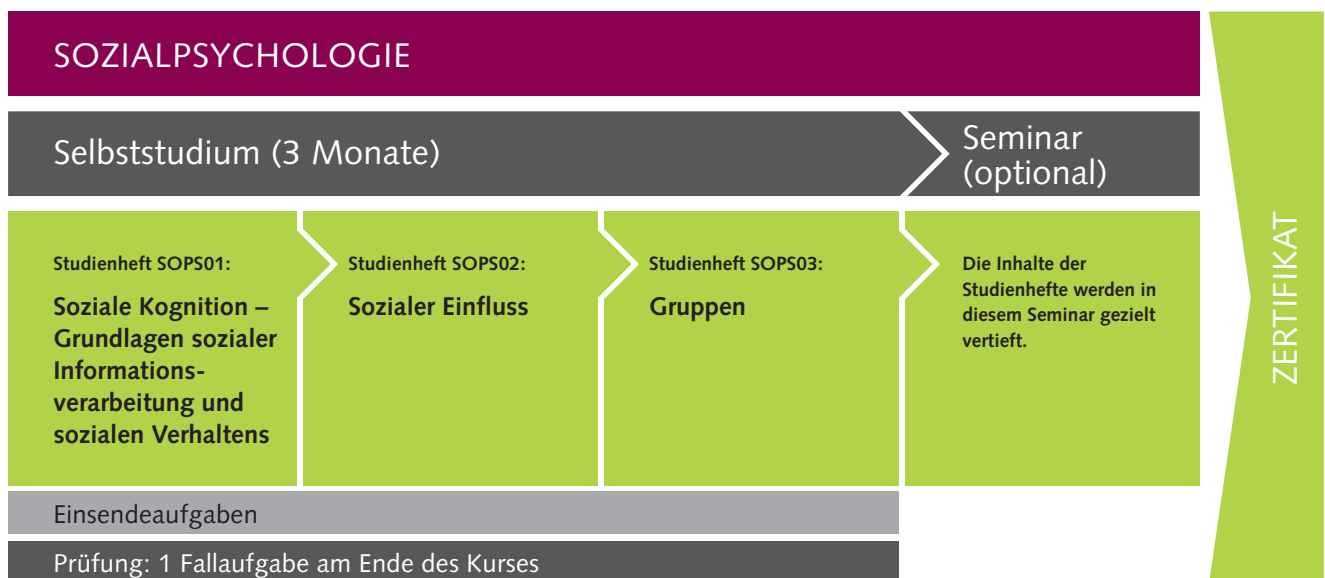 SOZIALPSYCHOLOGIE
Selbststudium (3 Monate)
Seminar
(optional)
Studienheft SOPS01:
Soziale Kognition –
Grundlagen sozialer
Informations-
verarbeitung und
sozialen Verhaltens
Studienheft SOPS02:
Sozialer Einfluss
Studienheft SOPS03:
Gruppen
Die Inhalte der
Studienhefte werden in
diesem Seminar gezielt
vertieft.
Einsendeaufgaben
Prüfung: 1 Fallaufgabe am Ende des Kurses
ZERTIFIKAT